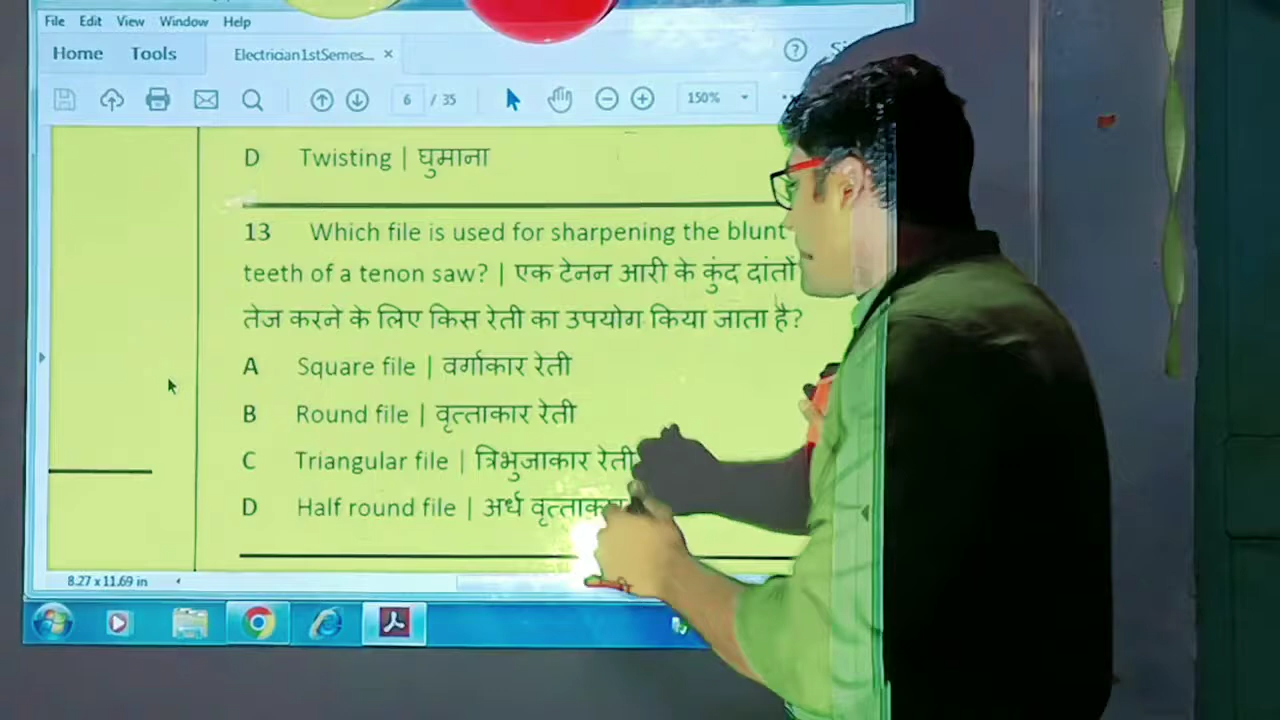 File Edit View Window Help
Home Tools Electrician1stSemes... ×
6 / 35 150%
D Twisting | घुमाना
13 Which file is used for sharpening the blunt
teeth of a tenon saw? | एक टेनन आरी के कुंद दांतों
तेज करने के लिए किस रेती का उपयोग किया जाता है?
A Square file | वर्गाकार रेती
B Round file | वृत्ताकार रेती
C Triangular file | त्रिभुजाकार रेती
D Half round file | अर्ध
8.27 x 11.69 in